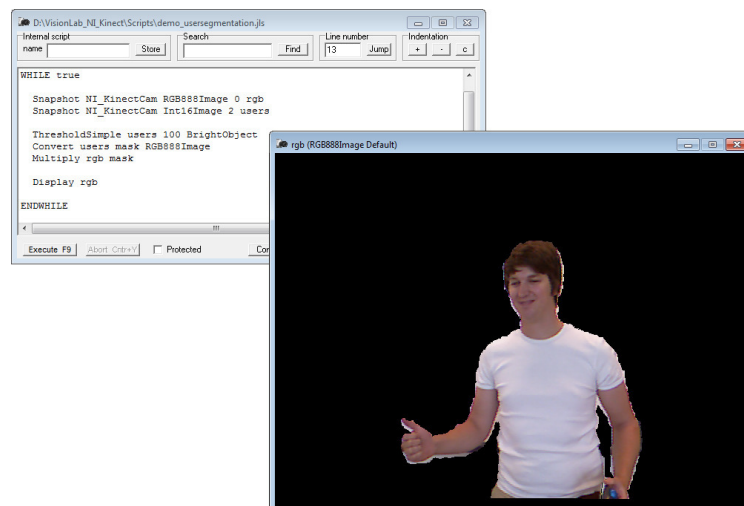 D:\VisionLab_NI_Kinect\Scripts\demo_usersegmentation.jls
Internal script
Search
Line number
Indentation
name
Store
Find
13
Jump
+
-
c
WHILE true
Snapshot NI_KinectCam RGB888Image 0 rgb
Snapshot NI_KinectCam Int16Image 2 users
ThresholdSimple users 100 BrightObject
Convert users mask RGB888Image
Multiply rgb mask
Display rgb
ENDWHILE
Execute F9
Abort Cntr+Y
Protected
rgb (RGB888Image Default)